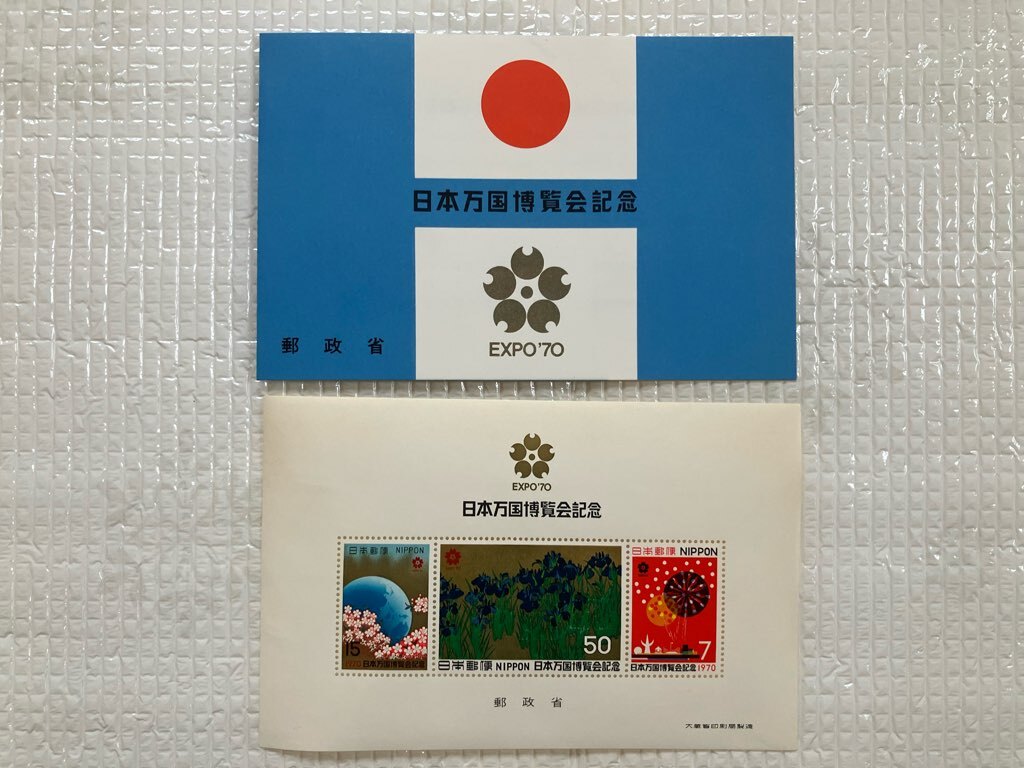 日本万国博覧会記念
EXPO'70
郵政省
EXPO'70
日本万国博覧会記念
日本郵便 NIPPON
15
1970 日本万国博覧会記念
50
日本郵便 NIPPON 日本万国博覧会記念
日本郵便 NIPPON
7
日本万国博覧会記念 1970
郵政省
大蔵省印刷局製造